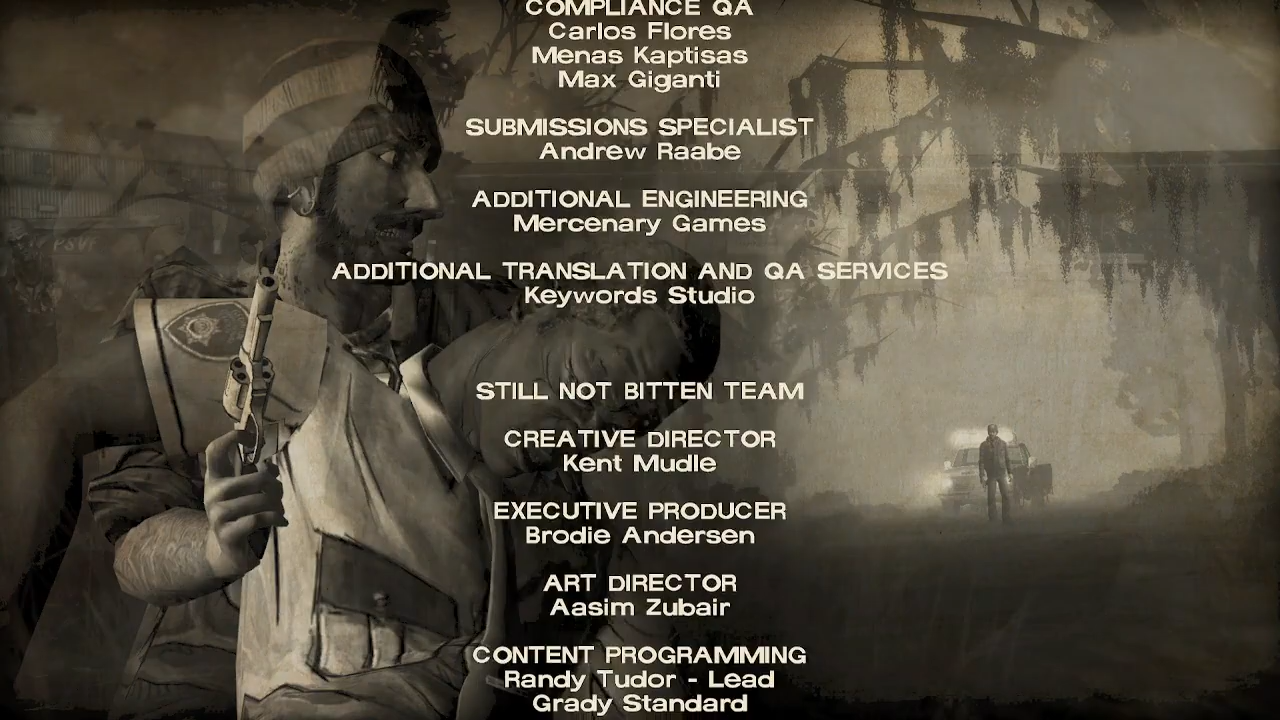 COMPLIANCE QA
Carlos Flores
Menas Kaptisas
Max Giganti
SUBMISSIONS SPECIALIST
Andrew Raabe
ADDITIONAL ENGINEERING
Mercenary Games
ADDITIONAL TRANSLATION AND QA SERVICES
Keywords Studio
PSVF
STILL NOT BITTEN TEAM
CREATIVE DIRECTOR
Kent Mudle
EXECUTIVE PRODUCER
Brodie Andersen
ART DIRECTOR
Aasim Zubair
CONTENT PROGRAMMING
Randy Tudor - Lead
Grady Standard